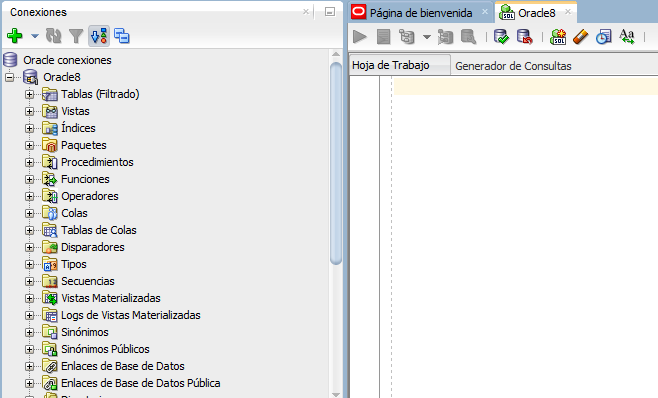 Conexiones
Página de bienvenida
Oracle8
Oracle conexiones
Oracle8
Tablas (Filtrado)
Vistas
Índices
Paquetes
Procedimientos
Funciones
Operadores
Colas
Tablas de Colas
Disparadores
Tipos
Secuencias
Vistas Materializadas
Logs de Vistas Materializadas
Sinónimos
Sinónimos Públicos
Enlaces de Base de Datos
Enlaces de Base de Datos Pública
Hoja de Trabajo
Generador de Consultas